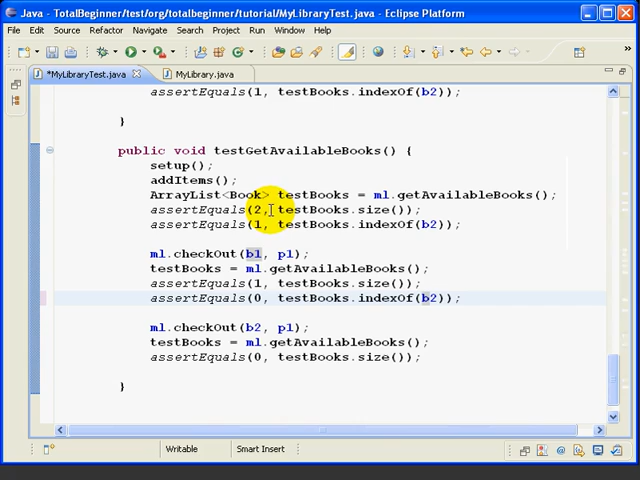 Java - TotalBeginner/test/org/totalbeginner/tutorial/MyLibraryTest.java - Eclipse Platform
File Edit Source Refactor Navigate Search Project Run Window Help
*MyLibraryTest.java MyLibrary.java
assertEquals(1, testBooks.indexOf(b2));
}
public void testGetAvailableBooks() {
setup();
addItems();
ArrayList<Book> testBooks = ml.getAvailableBooks();
assertEquals(2, testBooks.size());
assertEquals(1, testBooks.indexOf(b2));
ml.checkOut(b1, p1);
testBooks = ml.getAvailableBooks();
assertEquals(1, testBooks.size());
assertEquals(0, testBooks.indexOf(b2));
ml.checkOut(b2, p1);
testBooks = ml.getAvailableBooks();
assertEquals(0, testBooks.size());
}
Writable Smart Insert